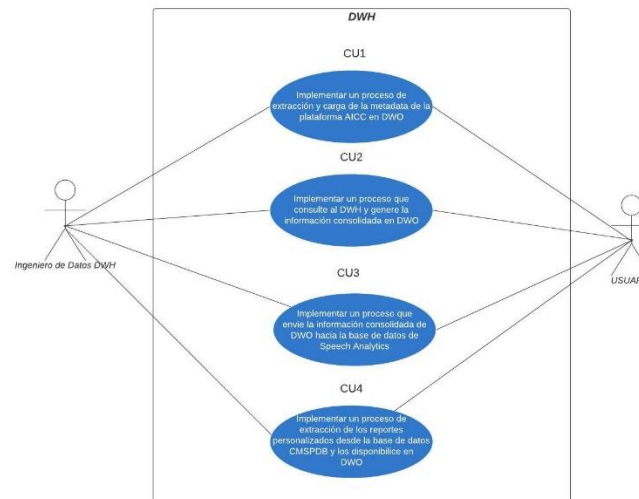 DWH
CU1
Implementar un proceso de
extracción y carga de la metadata de la
plataforma AICC en DWO
CU2
Implementar un proceso que
consulte al DWH y genere la
información consolidada en DWO
Ingeniero de Datos DWH
USUAR
CU3
Implementar un proceso que
envie la información consolidada de
DWO hacia la base de datos de
Speech Analytics
CU4
Implementar un proceso de
extracción de los reportes
personalizados desde la base de datos
CMSPDB y los disponibilice en
DWO